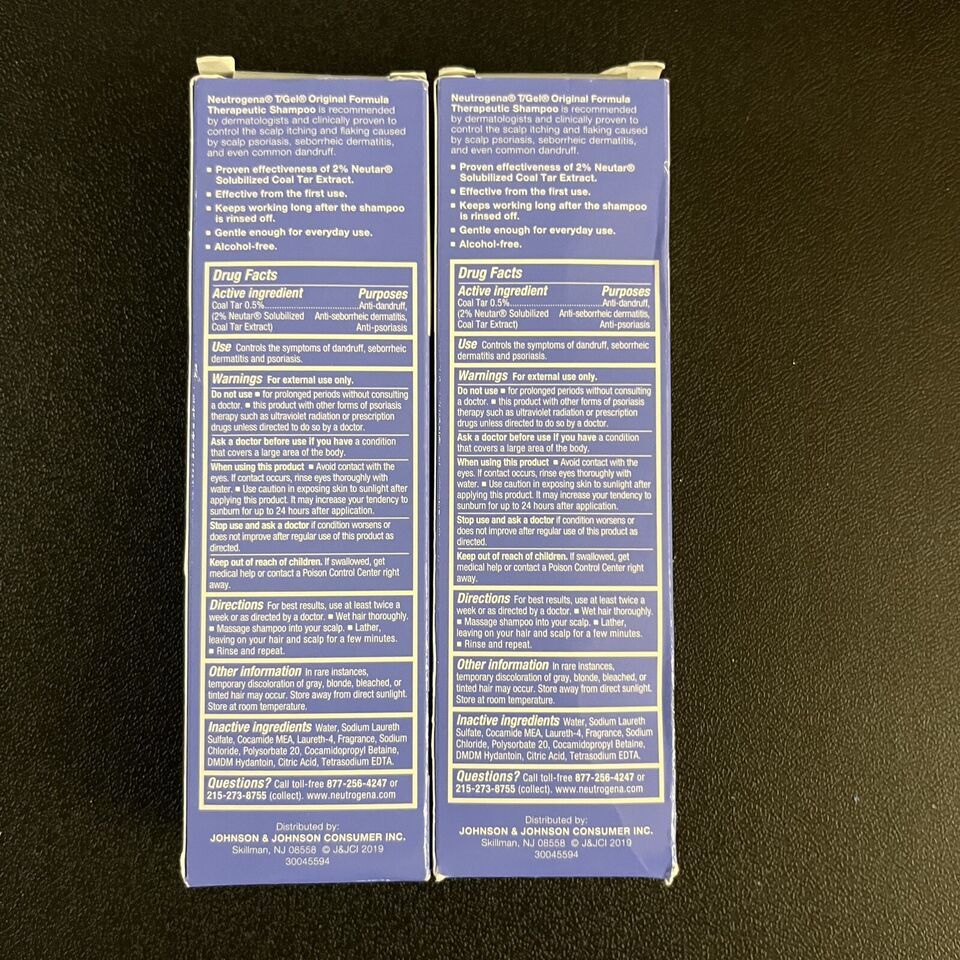 Neutrogena® T/Gel® Original Formula
Therapeutic Shampoo is recommended
by dermatologists and clinically proven to
control the scalp itching and flaking caused
by scalp psoriasis, seborrheic dermatitis,
and even common dandruff.
▪ Proven effectiveness of 2% Neutar®
Solubilized Coal Tar Extract.
▪ Effective from the first use.
▪ Keeps working long after the shampoo
is rinsed off.
▪ Gentle enough for everyday use.
▪ Alcohol-free.
Drug Facts
Active ingredient Purposes
Coal Tar 0.5%..........................Anti-dandruff,
(2% Neutar® Solubilized Anti-seborrheic dermatitis,
Coal Tar Extract) Anti-psoriasis
Use Controls the symptoms of dandruff, seborrheic
dermatitis and psoriasis.
Warnings For external use only.
Do not use ▪ for prolonged periods without consulting
a doctor. ▪ this product with other forms of psoriasis
therapy such as ultraviolet radiation or prescription
drugs unless directed to do so by a doctor.
Ask a doctor before use if you have a condition
that covers a large area of the body.
When using this product ▪ Avoid contact with the
eyes. If contact occurs, rinse eyes thoroughly with
water. ▪ Use caution in exposing skin to sunlight after
applying this product. It may increase your tendency to
sunburn for up to 24 hours after application.
Stop use and ask a doctor if condition worsens or
does not improve after regular use of this product as
directed.
Keep out of reach of children. If swallowed, get
medical help or contact a Poison Control Center right
away.
Directions For best results, use at least twice a
week or as directed by a doctor. ▪ Wet hair thoroughly.
▪ Massage shampoo into your scalp. ▪ Lather,
leaving on your hair and scalp for a few minutes.
▪ Rinse and repeat.
Other information In rare instances,
temporary discoloration of gray, blonde, bleached, or
tinted hair may occur. Store away from direct sunlight.
Store at room temperature.
Inactive ingredients Water, Sodium Laureth
Sulfate, Cocamide MEA, Laureth-4, Fragrance, Sodium
Chloride, Polysorbate 20, Cocamidopropyl Betaine,
DMDM Hydantoin, Citric Acid, Tetrasodium EDTA.
Questions? Call toll-free 877-256-4247 or
215-273-8755 (collect). www.neutrogena.com
Distributed by:
JOHNSON & JOHNSON CONSUMER INC.
Skillman, NJ 08558 © J&JCI 2019
30045594
Neutrogena® T/Gel® Original Formula
Therapeutic Shampoo is recommended
by dermatologists and clinically proven to
control the scalp itching and flaking caused
by scalp psoriasis, seborrheic dermatitis,
and even common dandruff.
▪ Proven effectiveness of 2% Neutar®
Solubilized Coal Tar Extract.
▪ Effective from the first use.
▪ Keeps working long after the shampoo
is rinsed off.
▪ Gentle enough for everyday use.
▪ Alcohol-free.
Drug Facts
Active ingredient Purposes
Coal Tar 0.5%..........................Anti-dandruff,
(2% Neutar® Solubilized Anti-seborrheic dermatitis,
Coal Tar Extract) Anti-psoriasis
Use Controls the symptoms of dandruff, seborrheic
dermatitis and psoriasis.
Warnings For external use only.
Do not use ▪ for prolonged periods without consulting
a doctor. ▪ this product with other forms of psoriasis
therapy such as ultraviolet radiation or prescription
drugs unless directed to do so by a doctor.
Ask a doctor before use if you have a condition
that covers a large area of the body.
When using this product ▪ Avoid contact with the
eyes. If contact occurs, rinse eyes thoroughly with
water. ▪ Use caution in exposing skin to sunlight after
applying this product. It may increase your tendency to
sunburn for up to 24 hours after application.
Stop use and ask a doctor if condition worsens or
does not improve after regular use of this product as
directed.
Keep out of reach of children. If swallowed, get
medical help or contact a Poison Control Center right
away.
Directions For best results, use at least twice a
week or as directed by a doctor. ▪ Wet hair thoroughly.
▪ Massage shampoo into your scalp. ▪ Lather,
leaving on your hair and scalp for a few minutes.
▪ Rinse and repeat.
Other information In rare instances,
temporary discoloration of gray, blonde, bleached, or
tinted hair may occur. Store away from direct sunlight.
Store at room temperature.
Inactive ingredients Water, Sodium Laureth
Sulfate, Cocamide MEA, Laureth-4, Fragrance, Sodium
Chloride, Polysorbate 20, Cocamidopropyl Betaine,
DMDM Hydantoin, Citric Acid, Tetrasodium EDTA.
Questions? Call toll-free 877-256-4247 or
215-273-8755 (collect). www.neutrogena.com
Distributed by:
JOHNSON & JOHNSON CONSUMER INC.
Skillman, NJ 08558 © J&JCI 2019
30045594